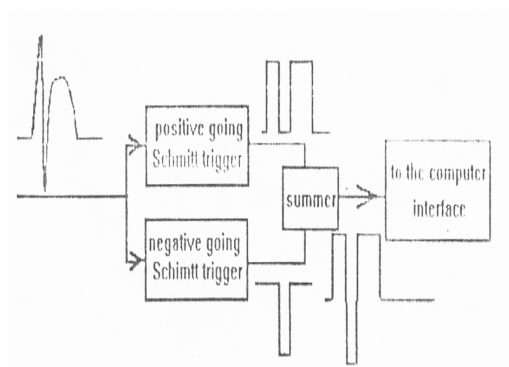 positive going
Schmitt trigger
negative going
Schimtt trigger
summer
to the computer
interface